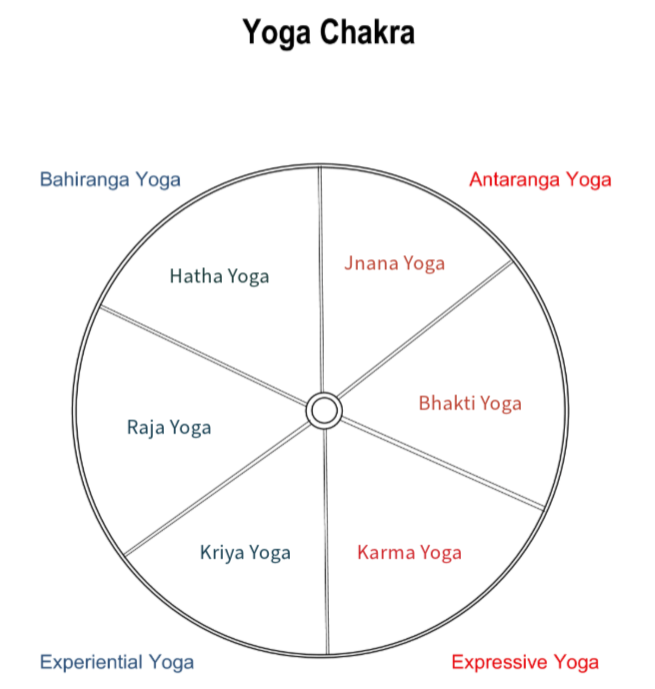 Yoga Chakra
Bahiranga Yoga
Antaranga Yoga
Hatha Yoga
Jnana Yoga
Raja Yoga
Bhakti Yoga
Kriya Yoga
Karma Yoga
Experiential Yoga
Expressive Yoga